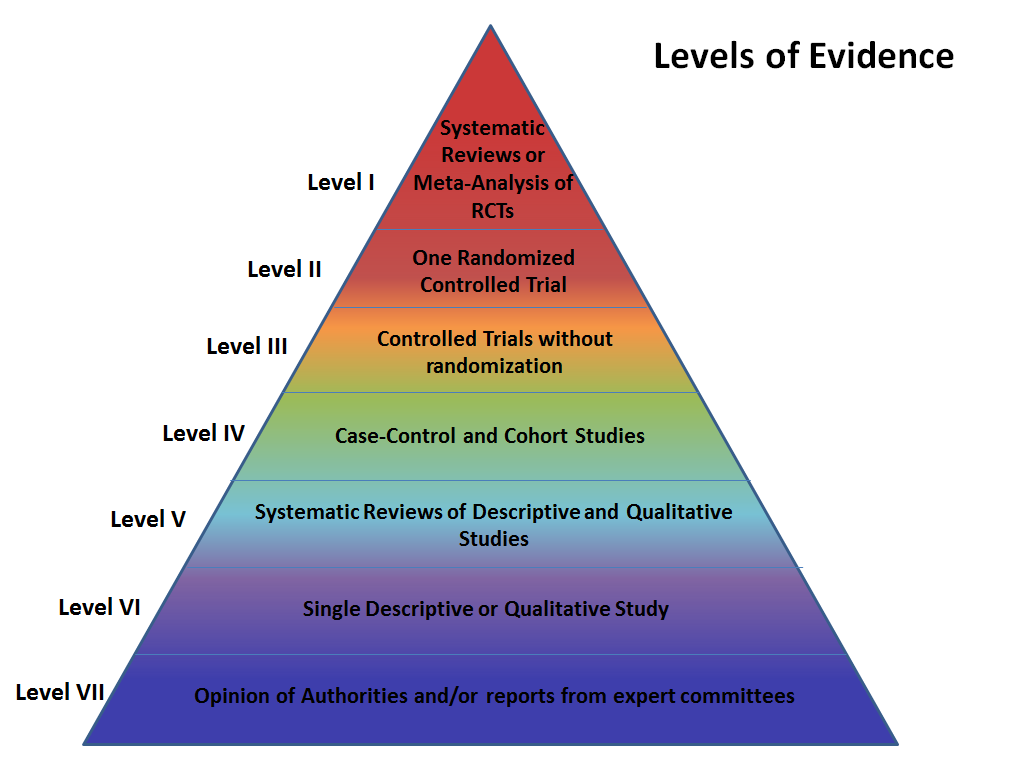 Levels of Evidence
Systematic
Reviews or
Meta-Analysis of
RCTs
Level I
One Randomized
Controlled Trial
Level II
Controlled Trials without
randomization
Level III
Case-Control and Cohort Studies
Level IV
Systematic Reviews of Descriptive and Qualitative
Studies
Level V
Single Descriptive or Qualitative Study
Level VI
Opinion of Authorities and/or reports from expert committees
Level VII